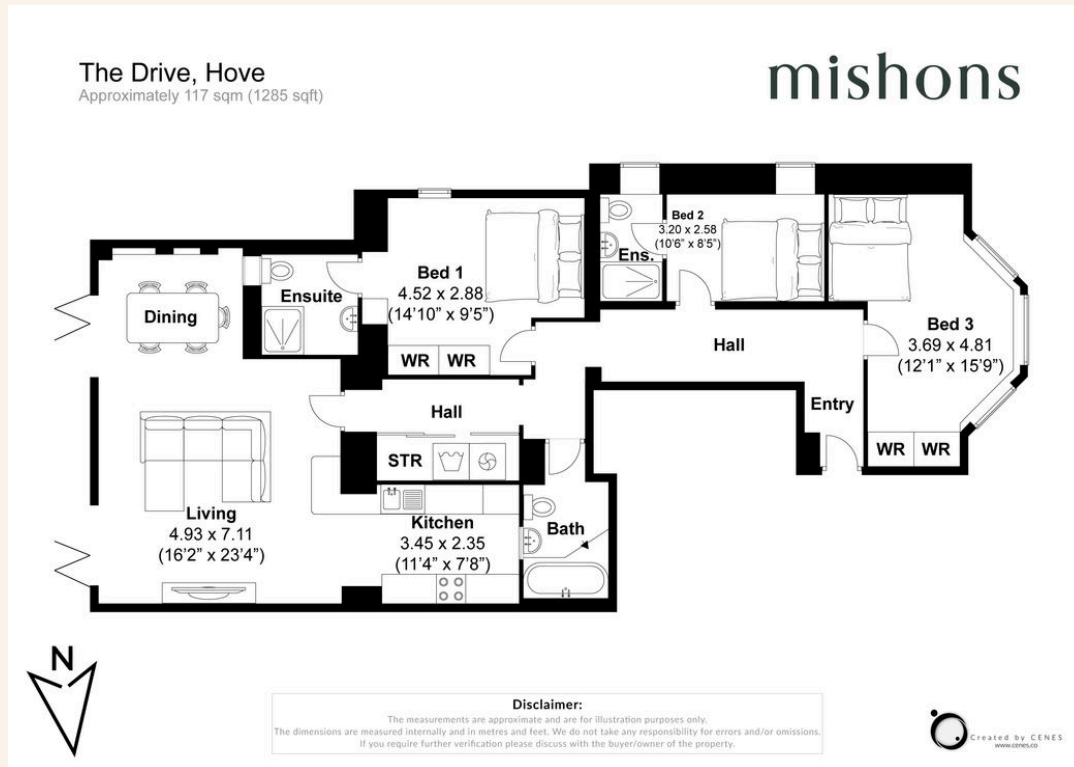 The Drive, Hove
Approximately 117 sqm (1285 sqft)
mishons
Dining
Ensuite
Bed 1
4.52 x 2.88
(14'10" x 9'5")
WR WR
Ens.
Bed 2
3.20 x 2.58
(10'6" x 8'5")
Hall
Bed 3
3.69 x 4.81
(12'1" x 15'9")
Entry
WR WR
Hall
STR
Living
4.93 x 7.11
(16'2" x 23'4")
Kitchen
3.45 x 2.35
(11'4" x 7'8")
Bath
N
Disclaimer:
The measurements are approximate and are for illustration purposes only.
The dimensions are measured internally and in metres and feet. We do not take any responsibility for errors and/or omissions.
If you require further verification please discuss with the buyer/owner of the property.
Created by CENES
www.cenes.co